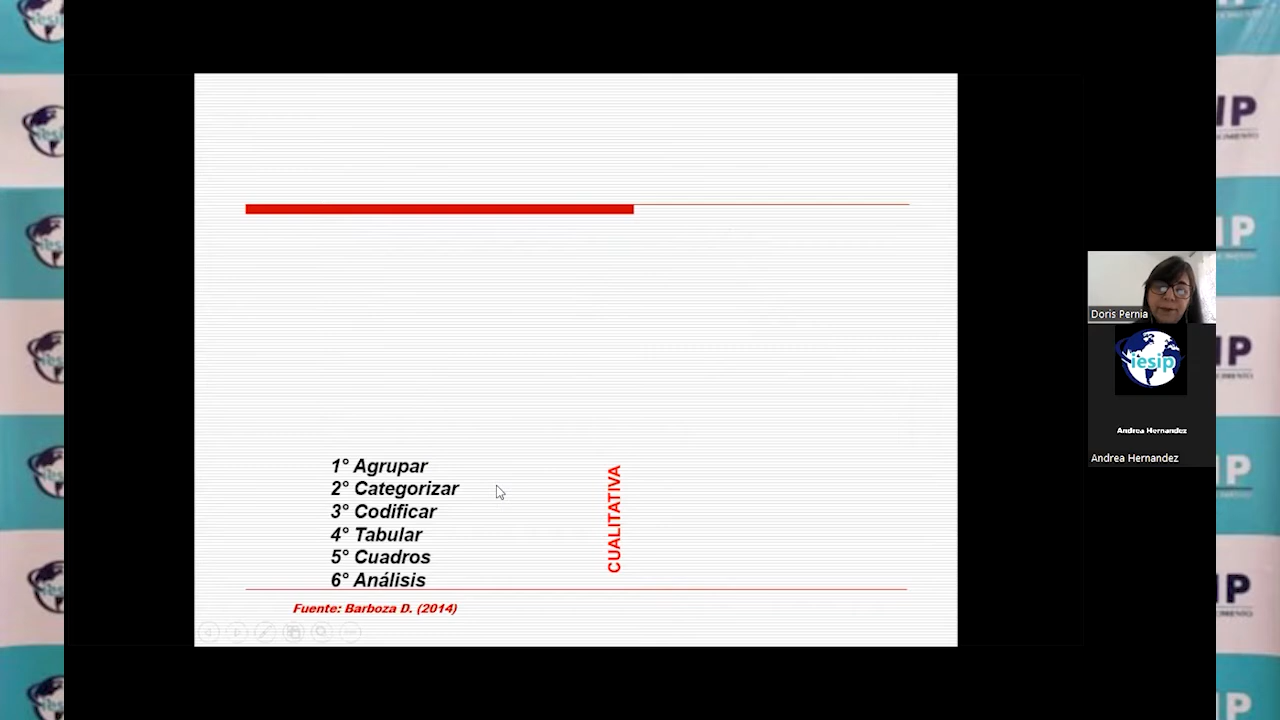 1° Agrupar
2° Categorizar
3° Codificar
4° Tabular
5° Cuadros
6° Análisis
CUALITATIVA
Fuente: Barboza D. (2014)
Doris Pernia
iesip
Andrea Hernandez
Andrea Hernandez